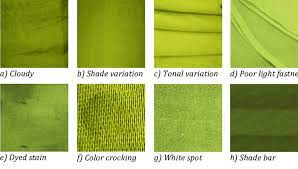 a) Cloudy
b) Shade variation
c) Tonal variation
d) Poor light fastne
e) Dyed stain
f) Color crocking
g) White spot
h) Shade bar